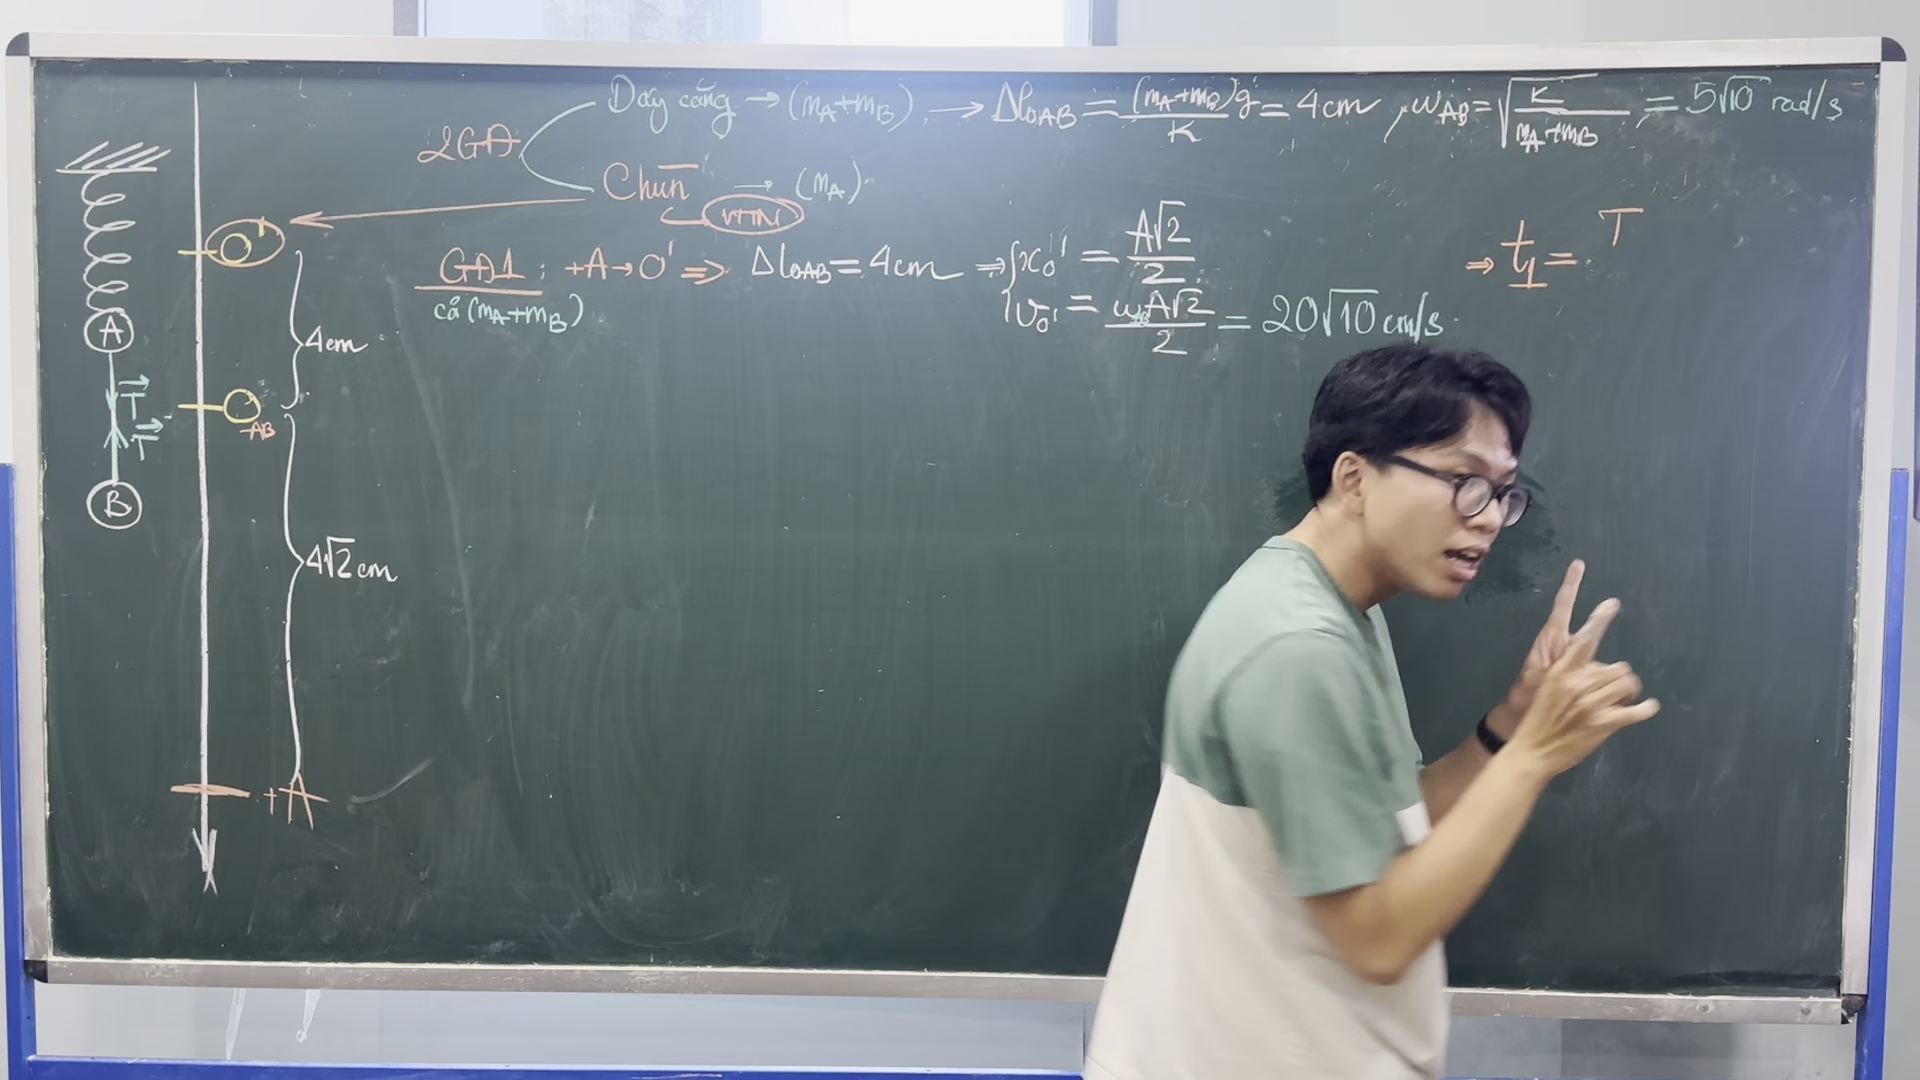 2GĐ
Dây căng → (mA+mB) → Δl0AB = (mA+mB)g/K = 4cm , ωAB = √(K/(mA+mB)) = 5√10 rad/s
Chùn → (mA)
VTTN
O'
GĐ1 : +A→O' ⇒ Δl0AB = 4cm ⇒ { x0' = A√2/2
cả (mA+mB)
v0' = ωAB A√2/2 = 20√10 cm/s
⇒ t1 = T
A
4cm
T
O AB
T
B
4√2 cm
+A